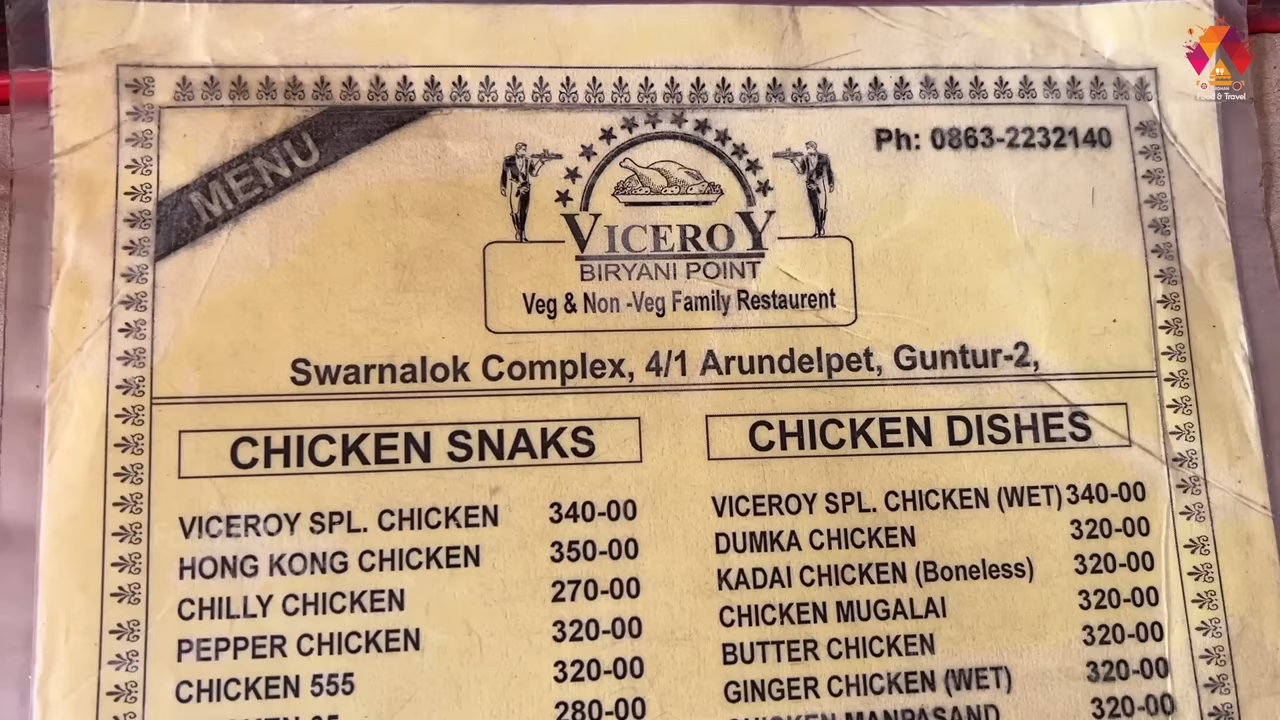 MENU
Ph: 0863-2232140
VICEROY
BIRYANI POINT
Veg & Non -Veg Family Restaurent
Swarnalok Complex, 4/1 Arundelpet, Guntur-2,
CHICKEN SNAKS
VICEROY SPL. CHICKEN 340-00
HONG KONG CHICKEN 350-00
CHILLY CHICKEN 270-00
PEPPER CHICKEN 320-00
CHICKEN 555 320-00
280-00
CHICKEN DISHES
VICEROY SPL. CHICKEN (WET) 340-00
DUMKA CHICKEN 320-00
KADAI CHICKEN (Boneless) 320-00
CHICKEN MUGALAI 320-00
BUTTER CHICKEN 320-00
GINGER CHICKEN (WET) 320-00
CHICKEN MANPASAND 320-00
Food & Travel